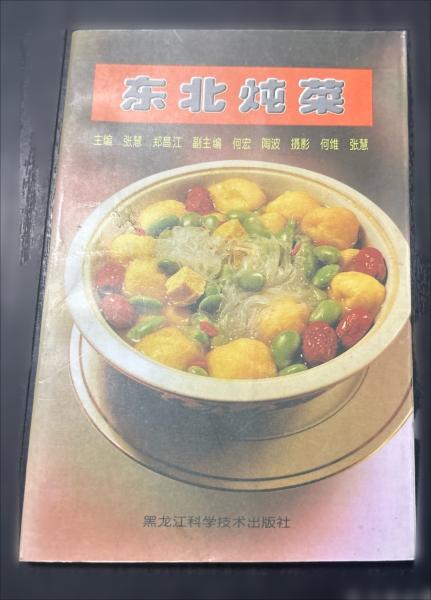 东北炖菜
主编 张慧 郑昌江 副主编 何宏 陶波 摄影 何维 张慧
黑龙江科学技术出版社